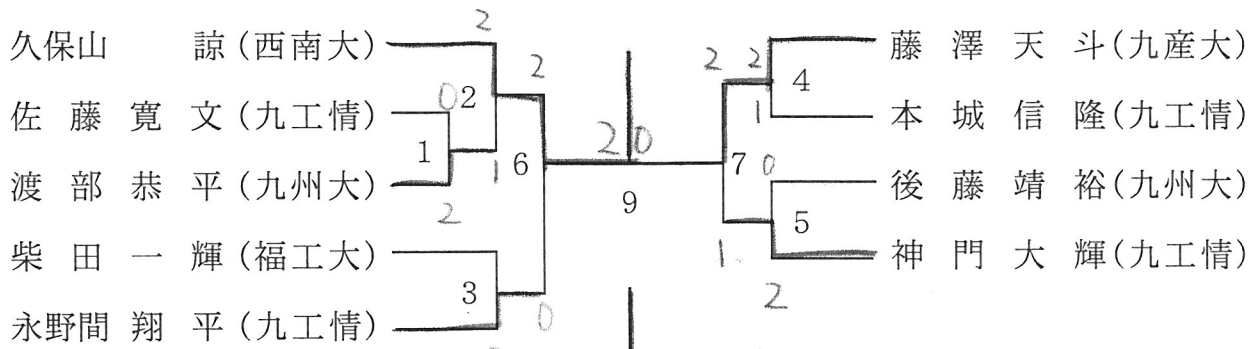 2
久保山 諒(西南大)
2
2 2
藤澤天斗(九産大)
0 2
4
佐藤寛文(九工情)
1
本城信隆(九工情)
1
6
2 0
7 0
渡部恭平(九州大)
1
2
9
後藤靖裕(九州大)
5
柴田一輝(福工大)
1
神門大輝(九工情)
3
0
2
永野間翔平(九工情)